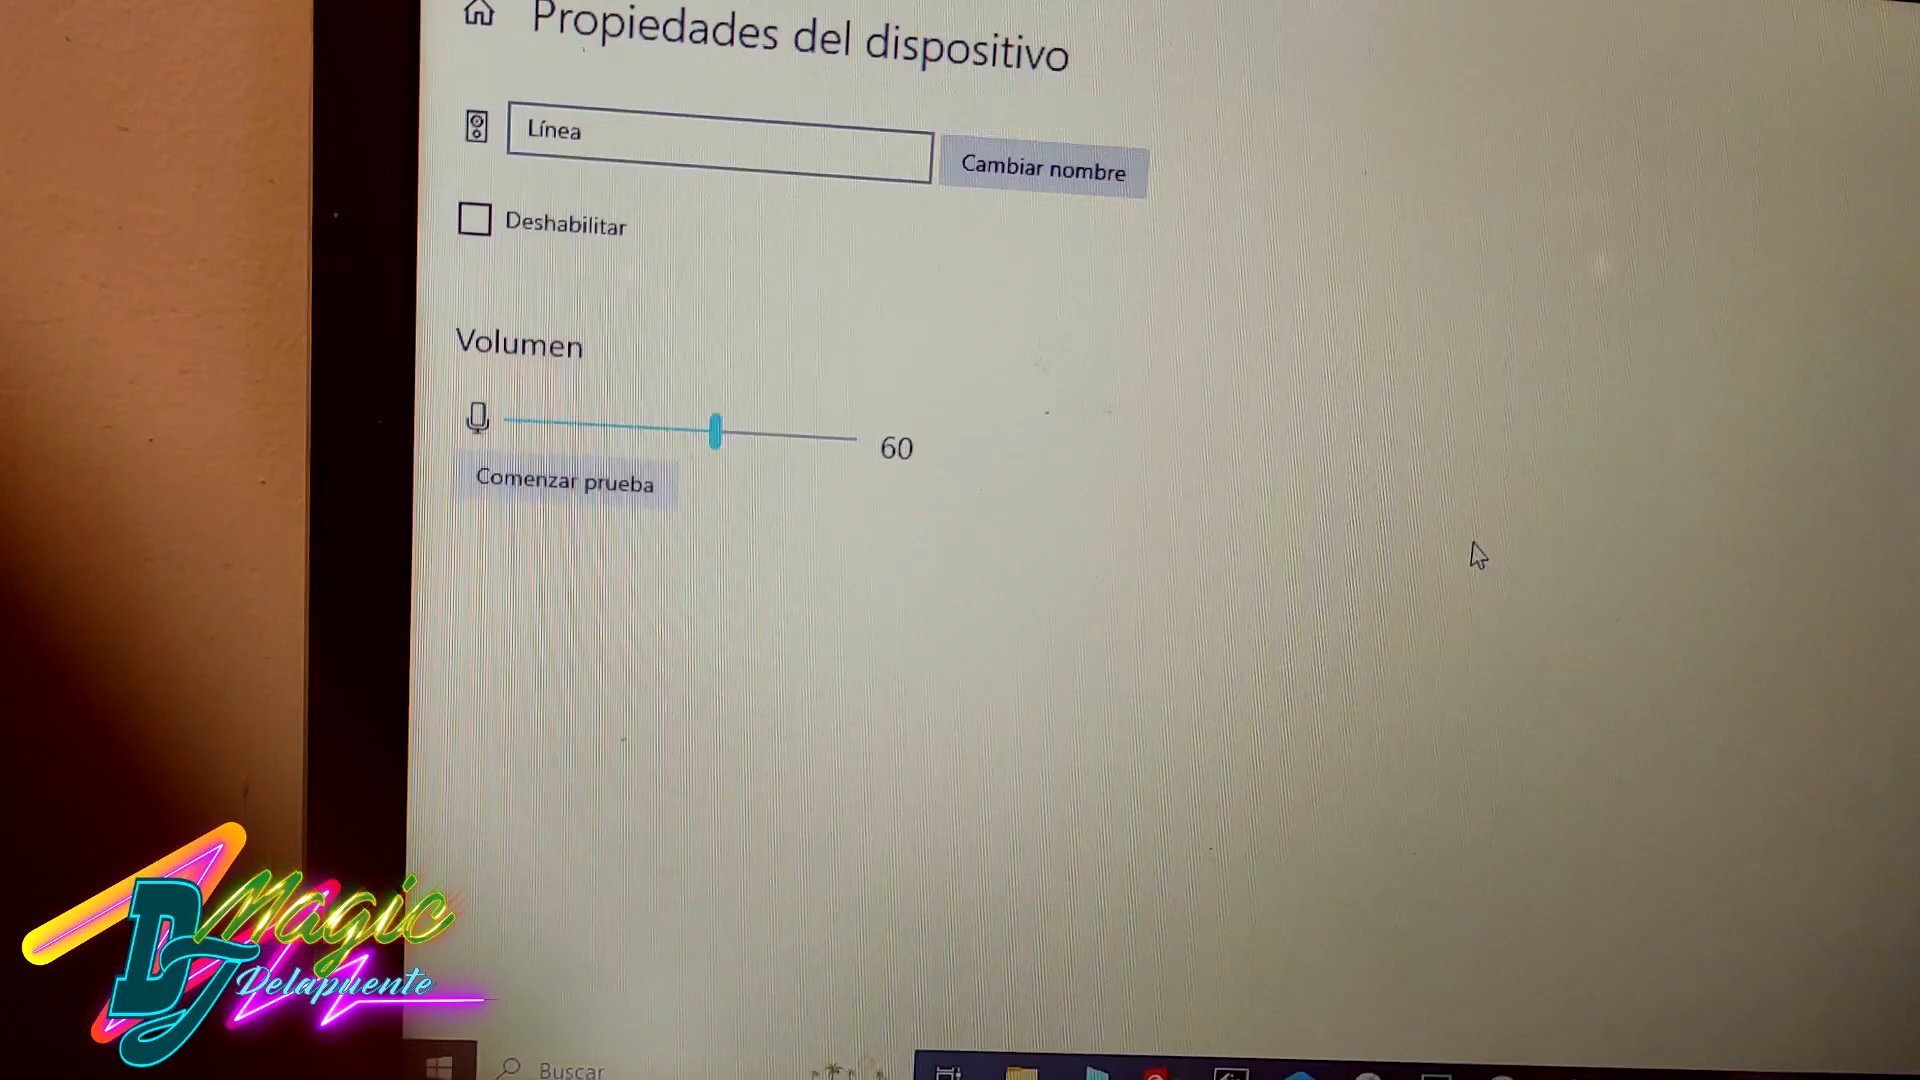 Propiedades del dispositivo
Línea
Cambiar nombre
Deshabilitar
Volumen
60
Comenzar prueba
DJ Magic
Delapuente
Buscar